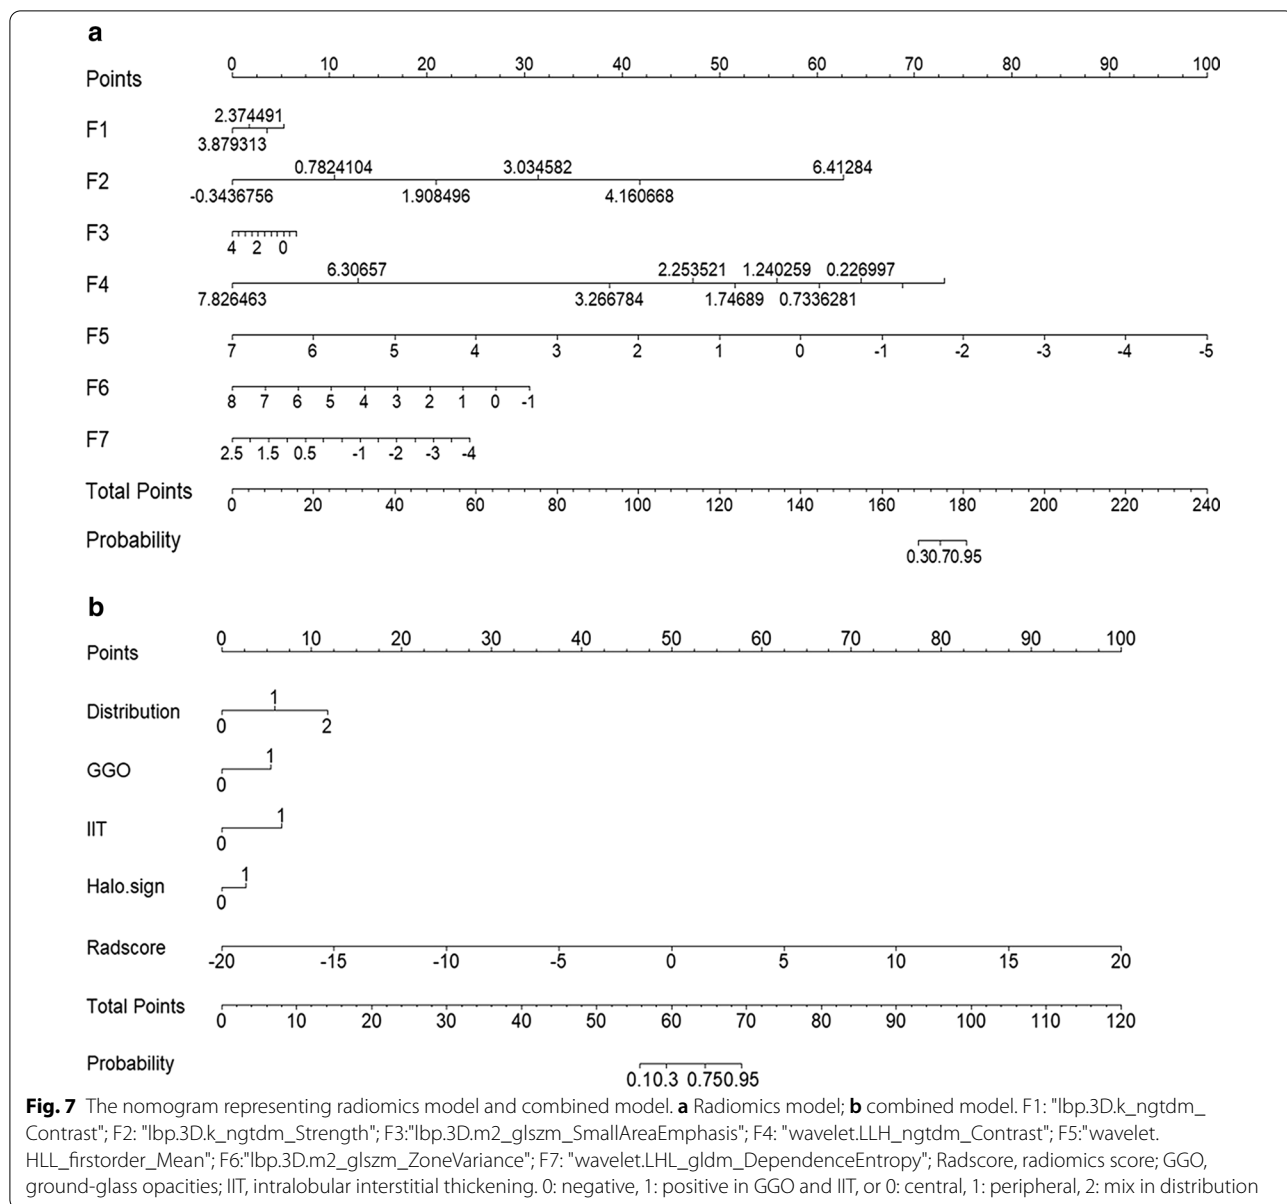 a
0 10 20 30 40 50 60 70 80 90 100
Points
2.374491
F1
3.879313
0.7824104 3.034582 6.41284
F2
-0.3436756 1.908496 4.160668
F3
4 2 0
6.30657 2.253521 1.240259 0.226997
F4
7.826463 3.266784 1.74689 0.7336281
F5
7 6 5 4 3 2 1 0 -1 -2 -3 -4 -5
F6
8 7 6 5 4 3 2 1 0 -1
F7
2.5 1.5 0.5 -1 -2 -3 -4
Total Points
0 20 40 60 80 100 120 140 160 180 200 220 240
Probability
0.30.70.95
b
0 10 20 30 40 50 60 70 80 90 100
Points
1
Distribution
0 2
1
GGO
0
1
IIT
0
1
Halo.sign
0
Radscore
-20 -15 -10 -5 0 5 10 15 20
Total Points
0 10 20 30 40 50 60 70 80 90 100 110 120
Probability
0.10.3 0.750.95
Fig. 7 The nomogram representing radiomics model and combined model. a Radiomics model; b combined model. F1: "lbp.3D.k_ngtdm_
Contrast"; F2: "lbp.3D.k_ngtdm_Strength"; F3:"lbp.3D.m2_glszm_SmallAreaEmphasis"; F4: "wavelet.LLH_ngtdm_Contrast"; F5:"wavelet.
HLL_firstorder_Mean"; F6:"lbp.3D.m2_glszm_ZoneVariance"; F7: "wavelet.LHL_gldm_DependenceEntropy"; Radscore, radiomics score; GGO,
ground-glass opacities; IIT, intralobular interstitial thickening. 0: negative, 1: positive in GGO and IIT, or 0: central, 1: peripheral, 2: mix in distribution